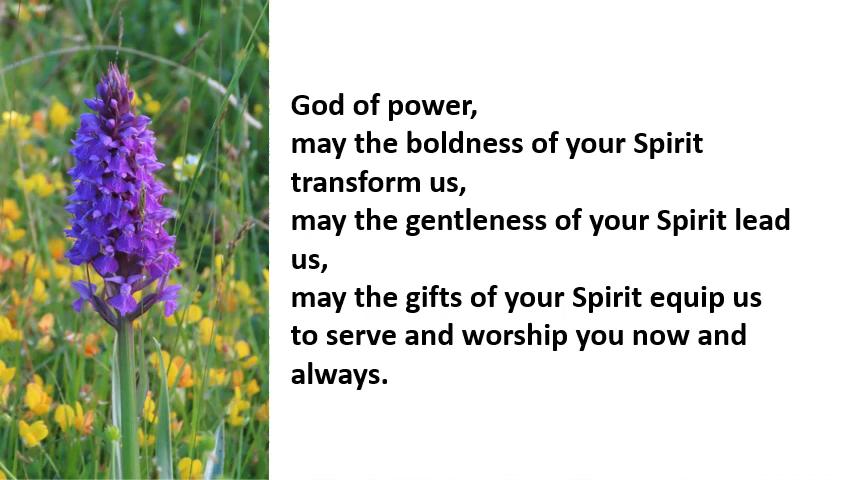 God of power,
may the boldness of your Spirit
transform us,
may the gentleness of your Spirit lead
us,
may the gifts of your Spirit equip us
to serve and worship you now and
always.